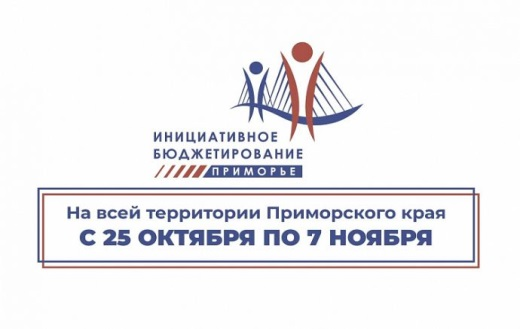 ИНИЦИАТИВНОЕ
БЮДЖЕТИРОВАНИЕ
ПРИМОРЬЕ
На всей территории Приморского края
С 25 ОКТЯБРЯ ПО 7 НОЯБРЯ